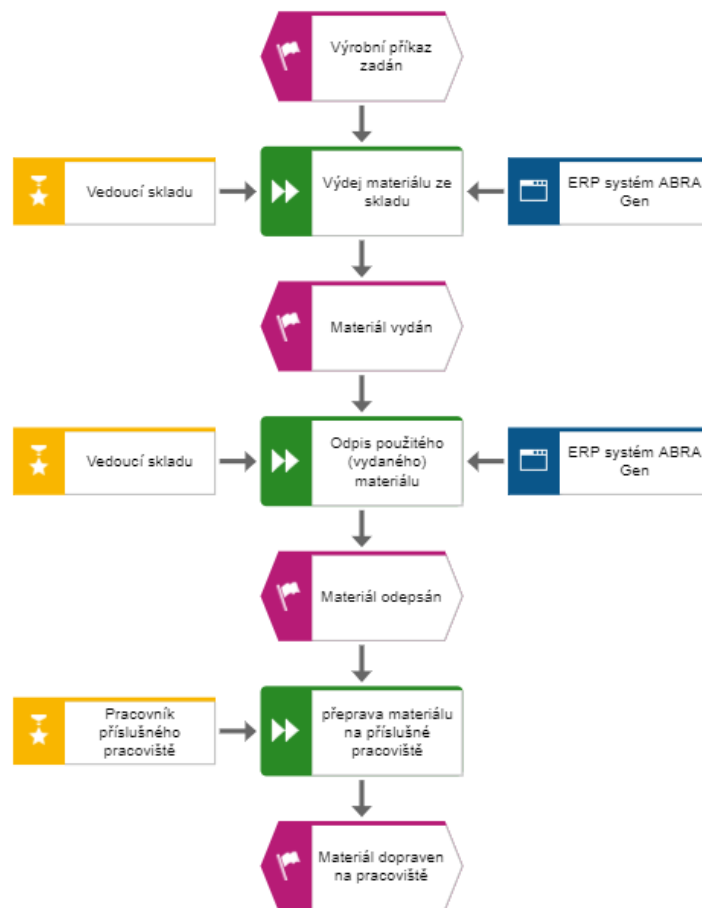 Výrobní příkaz
zadán
Vedoucí skladu
Výdej materiálu ze
skladu
ERP systém ABRA
Gen
Materiál vydán
Vedoucí skladu
Odpis použitého
(vydaného)
materiálu
ERP systém ABRA
Gen
Materiál odepsán
Pracovník
příslušného
pracoviště
přeprava materiálu
na příslušné
pracoviště
Materiál dopraven
na pracoviště